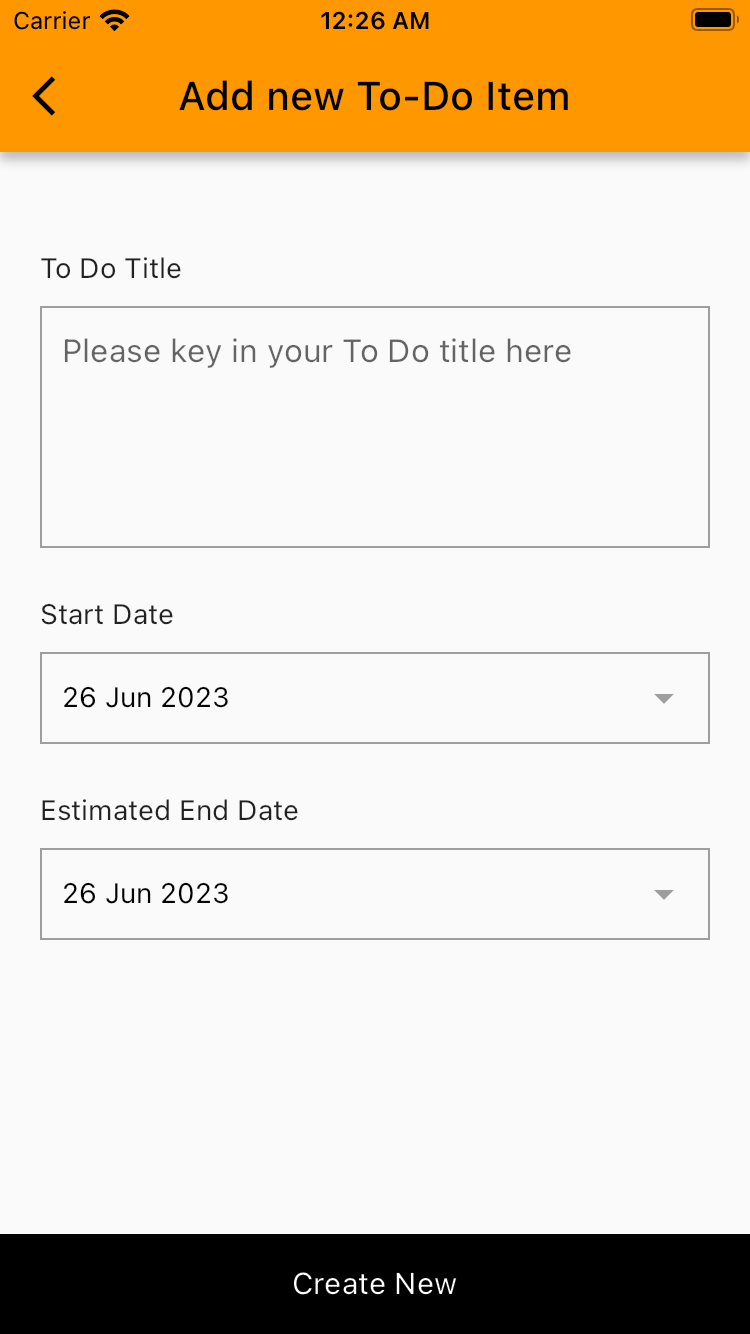 Carrier 12:26 AM
Add new To-Do Item
To Do Title
Please key in your To Do title here
Start Date
26 Jun 2023
Estimated End Date
26 Jun 2023
Create New